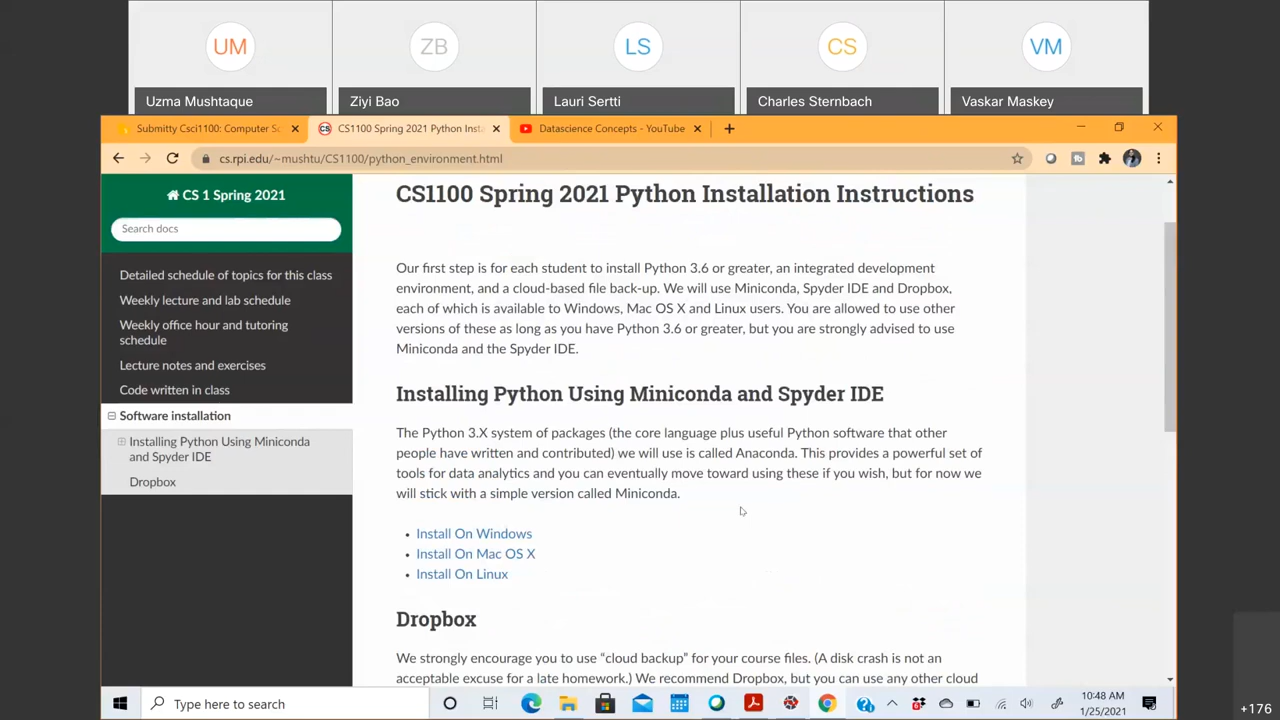 UM
ZB
LS
CS
VM
Uzma Mushtaque
Ziyi Bao
Lauri Sertti
Charles Sternbach
Vaskar Maskey
Submitty Csci1100: Computer Sc
CS1100 Spring 2021 Python Insta
Datascience Concepts - YouTube
cs.rpi.edu/~mushtu/CS1100/python_environment.html
CS 1 Spring 2021
Search docs
Detailed schedule of topics for this class
Weekly lecture and lab schedule
Weekly office hour and tutoring
schedule
Lecture notes and exercises
Code written in class
Software installation
Installing Python Using Miniconda
and Spyder IDE
Dropbox
CS1100 Spring 2021 Python Installation Instructions
Our first step is for each student to install Python 3.6 or greater, an integrated development
environment, and a cloud-based file back-up. We will use Miniconda, Spyder IDE and Dropbox,
each of which is available to Windows, Mac OS X and Linux users. You are allowed to use other
versions of these as long as you have Python 3.6 or greater, but you are strongly advised to use
Miniconda and the Spyder IDE.
Installing Python Using Miniconda and Spyder IDE
The Python 3.X system of packages (the core language plus useful Python software that other
people have written and contributed) we will use is called Anaconda. This provides a powerful set of
tools for data analytics and you can eventually move toward using these if you wish, but for now we
will stick with a simple version called Miniconda.
• Install On Windows
• Install On Mac OS X
• Install On Linux
Dropbox
We strongly encourage you to use “cloud backup” for your course files. (A disk crash is not an
acceptable excuse for a late homework.) We recommend Dropbox, but you can use any other cloud
Type here to search
10:48 AM
1/25/2021
+176